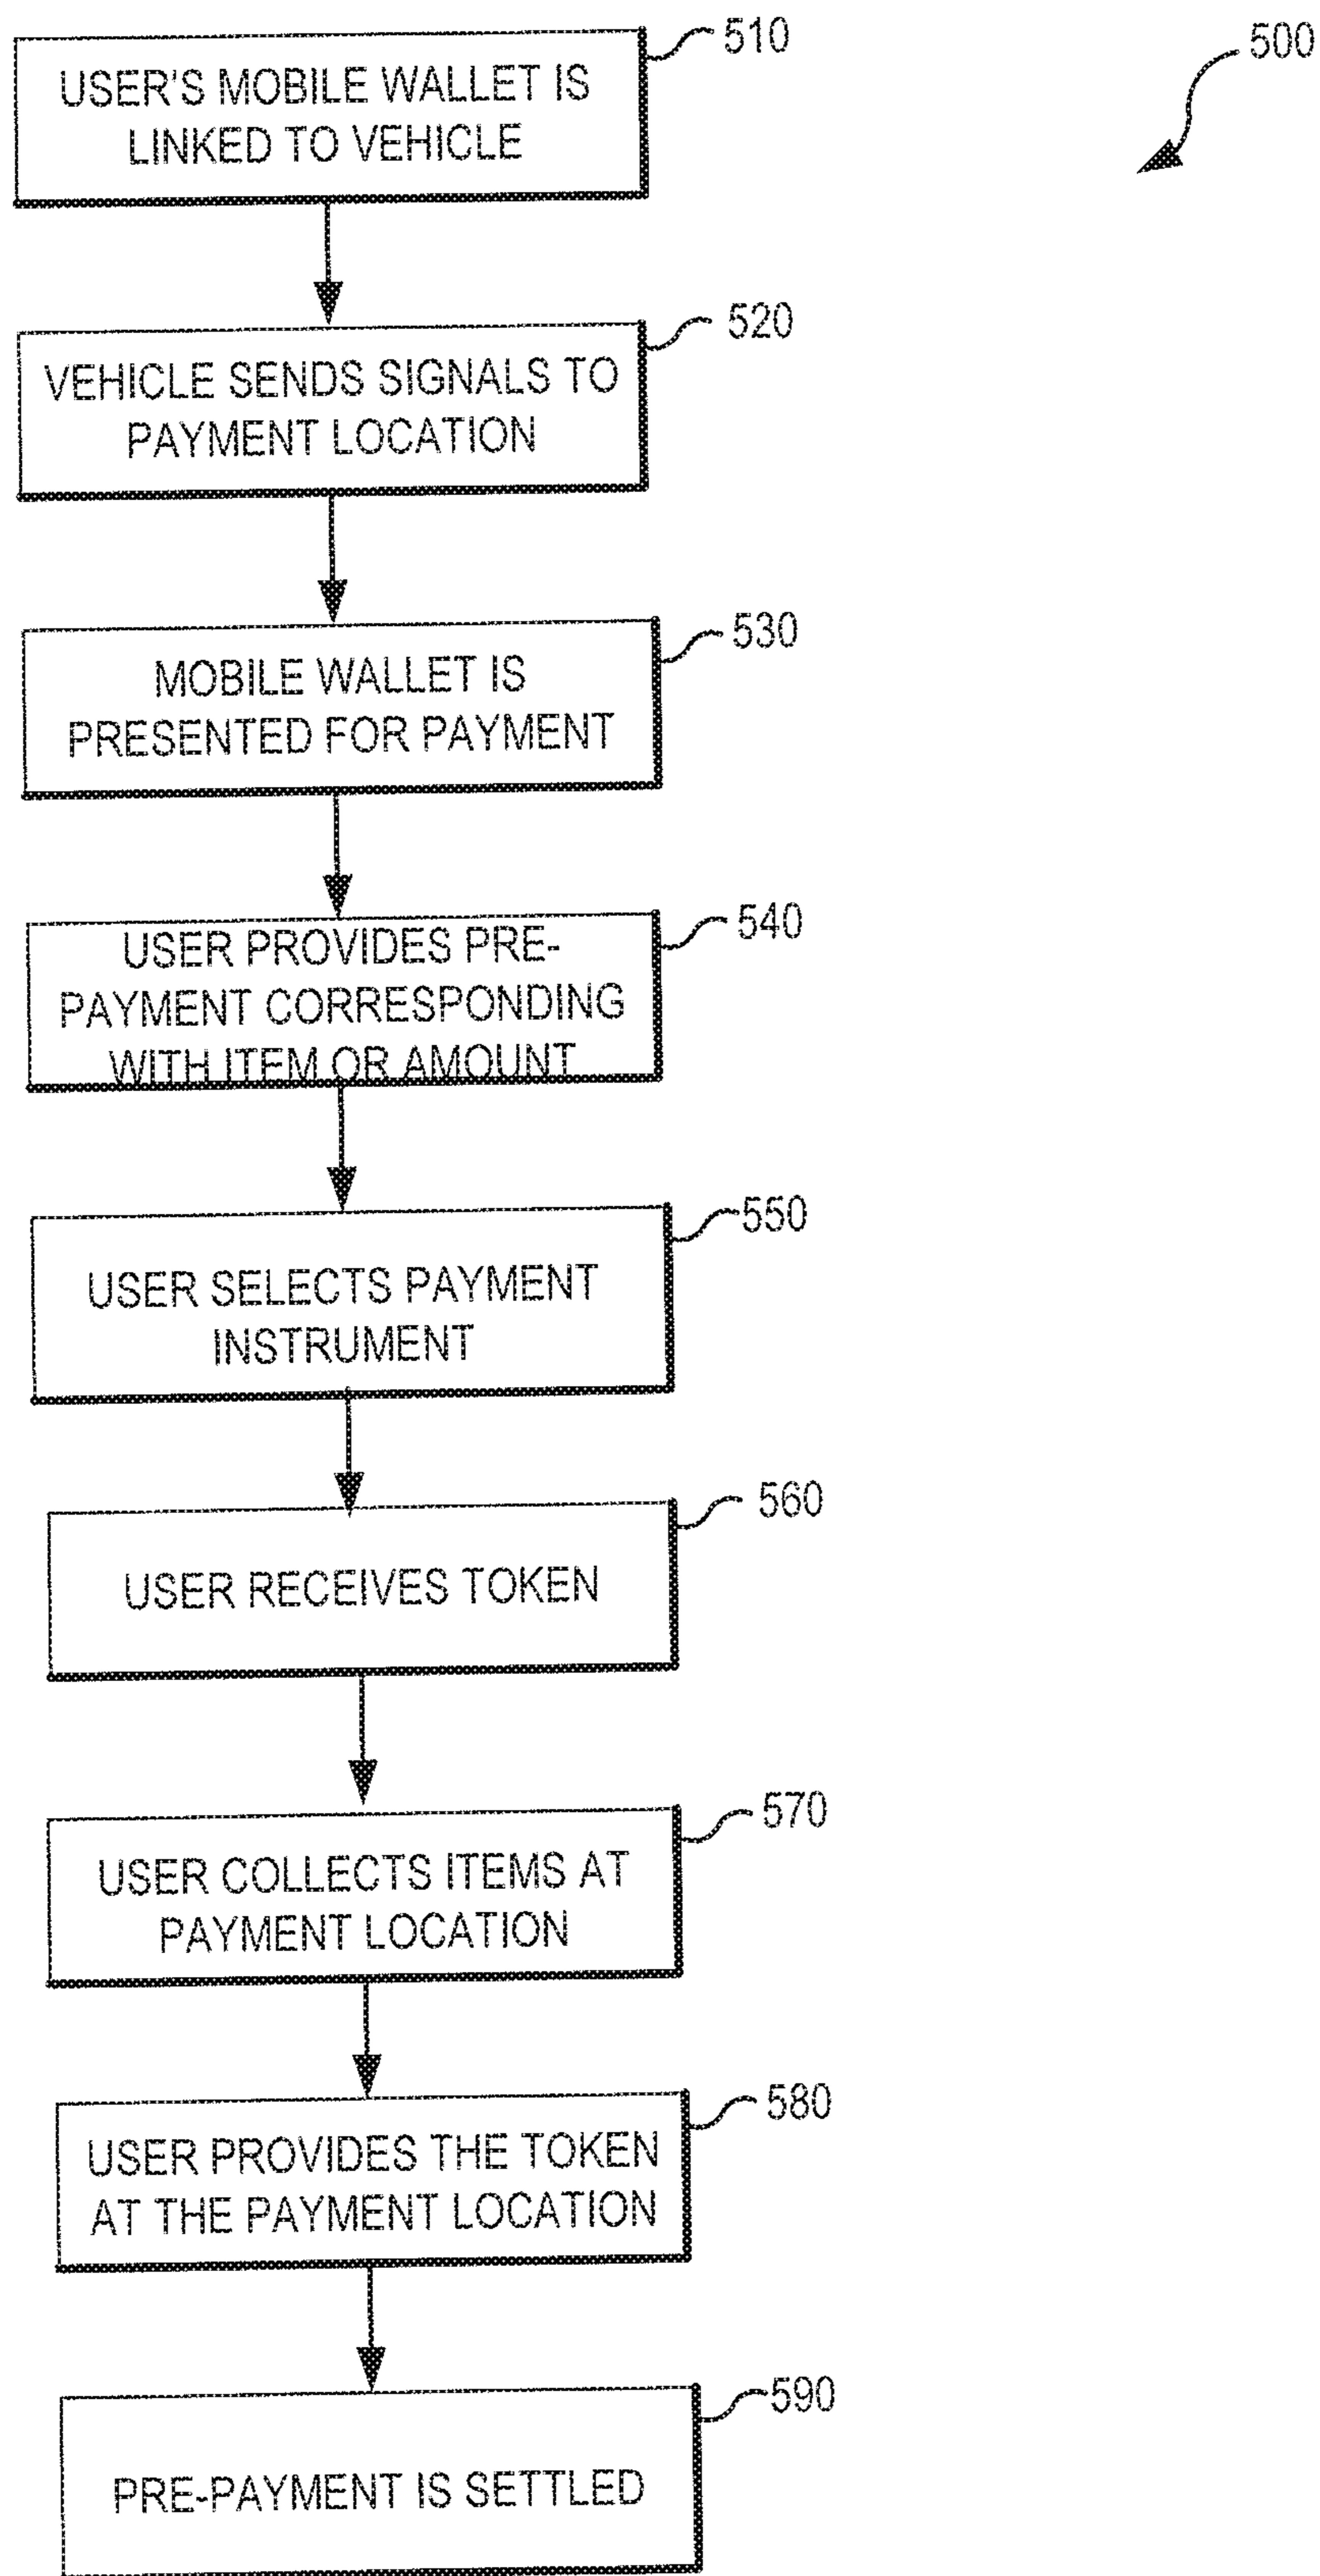 510
500
USER'S MOBILE WALLET IS
LINKED TO VEHICLE
520
VEHICLE SENDS SIGNALS TO
PAYMENT LOCATION
530
MOBILE WALLET IS
PRESENTED FOR PAYMENT
540
USER PROVIDES PRE-
PAYMENT CORRESPONDING
WITH ITEM OR AMOUNT
550
USER SELECTS PAYMENT
INSTRUMENT
560
USER RECEIVES TOKEN
570
USER COLLECTS ITEMS AT
PAYMENT LOCATION
580
USER PROVIDES THE TOKEN
AT THE PAYMENT LOCATION
590
PRE-PAYMENT IS SETTLED